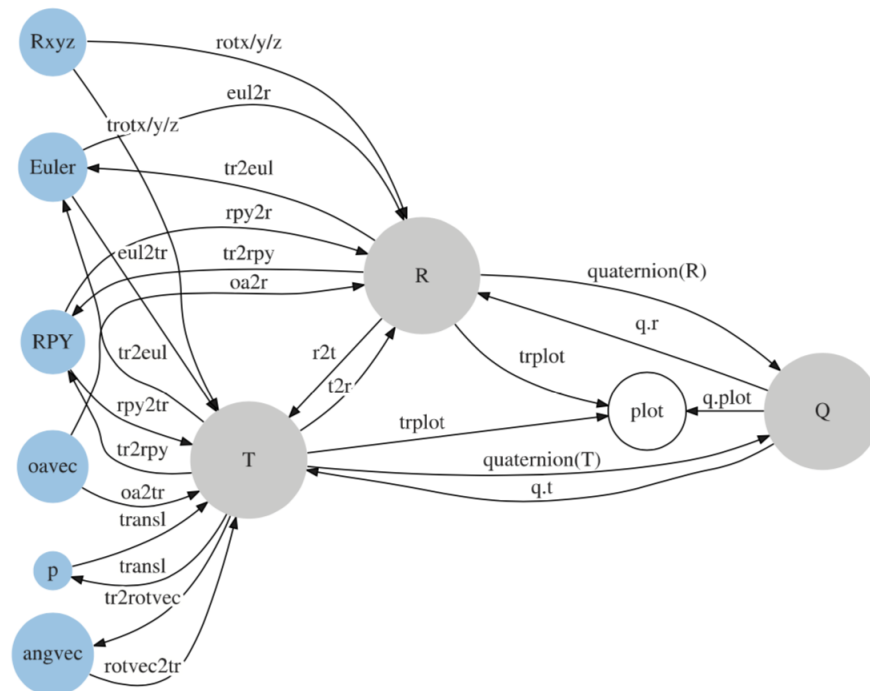 Rxyz
rotx/y/z
eul2r
trotx/y/z
Euler
tr2eul
rpy2r
eul2tr
tr2rpy
oa2r
R
quaternion(R)
q.r
RPY
tr2eul
r2t
trplot
t2r
rpy2tr
plot
q.plot
Q
trplot
tr2rpy
T
quaternion(T)
oavec
q.t
oa2tr
transl
p
transl
tr2rotvec
angvec
rotvec2tr